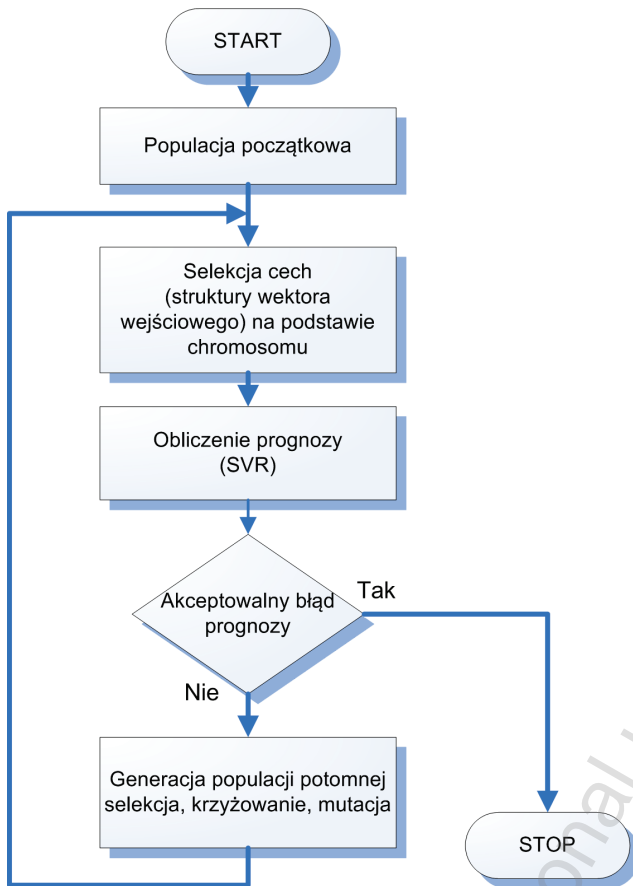 START
Populacja początkowa
Selekcja cech
(struktury wektora
wejściowego) na podstawie
chromosomu
Obliczenie prognozy
(SVR)
Akceptowalny błąd
prognozy
Tak
Nie
Generacja populacji potomnej
selekcja, krzyżowanie, mutacja
STOP